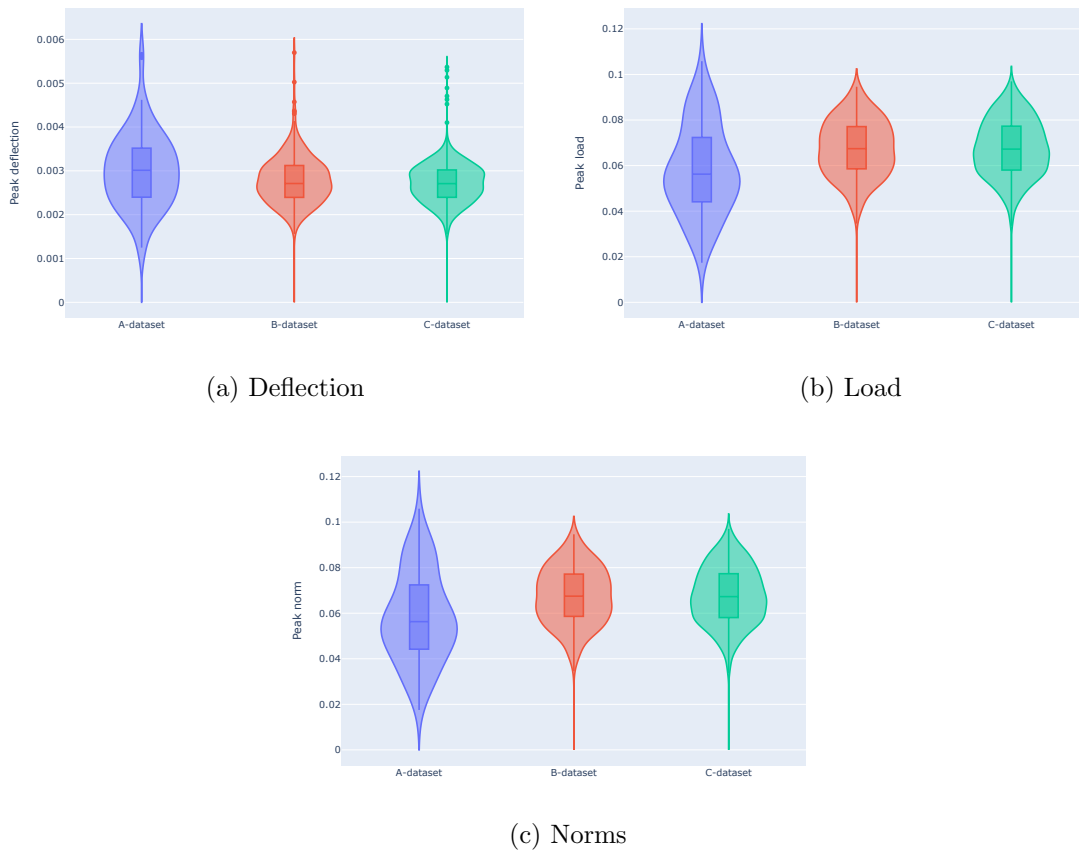 0.006
0.005
0.004
0.003
0.002
0.001
0
Peak deflection
A-dataset B-dataset C-dataset
(a) Deflection
0.12
0.1
0.08
0.06
0.04
0.02
0
Peak load
A-dataset B-dataset C-dataset
(b) Load
0.12
0.1
0.08
0.06
0.04
0.02
0
Peak norm
A-dataset B-dataset C-dataset
(c) Norms